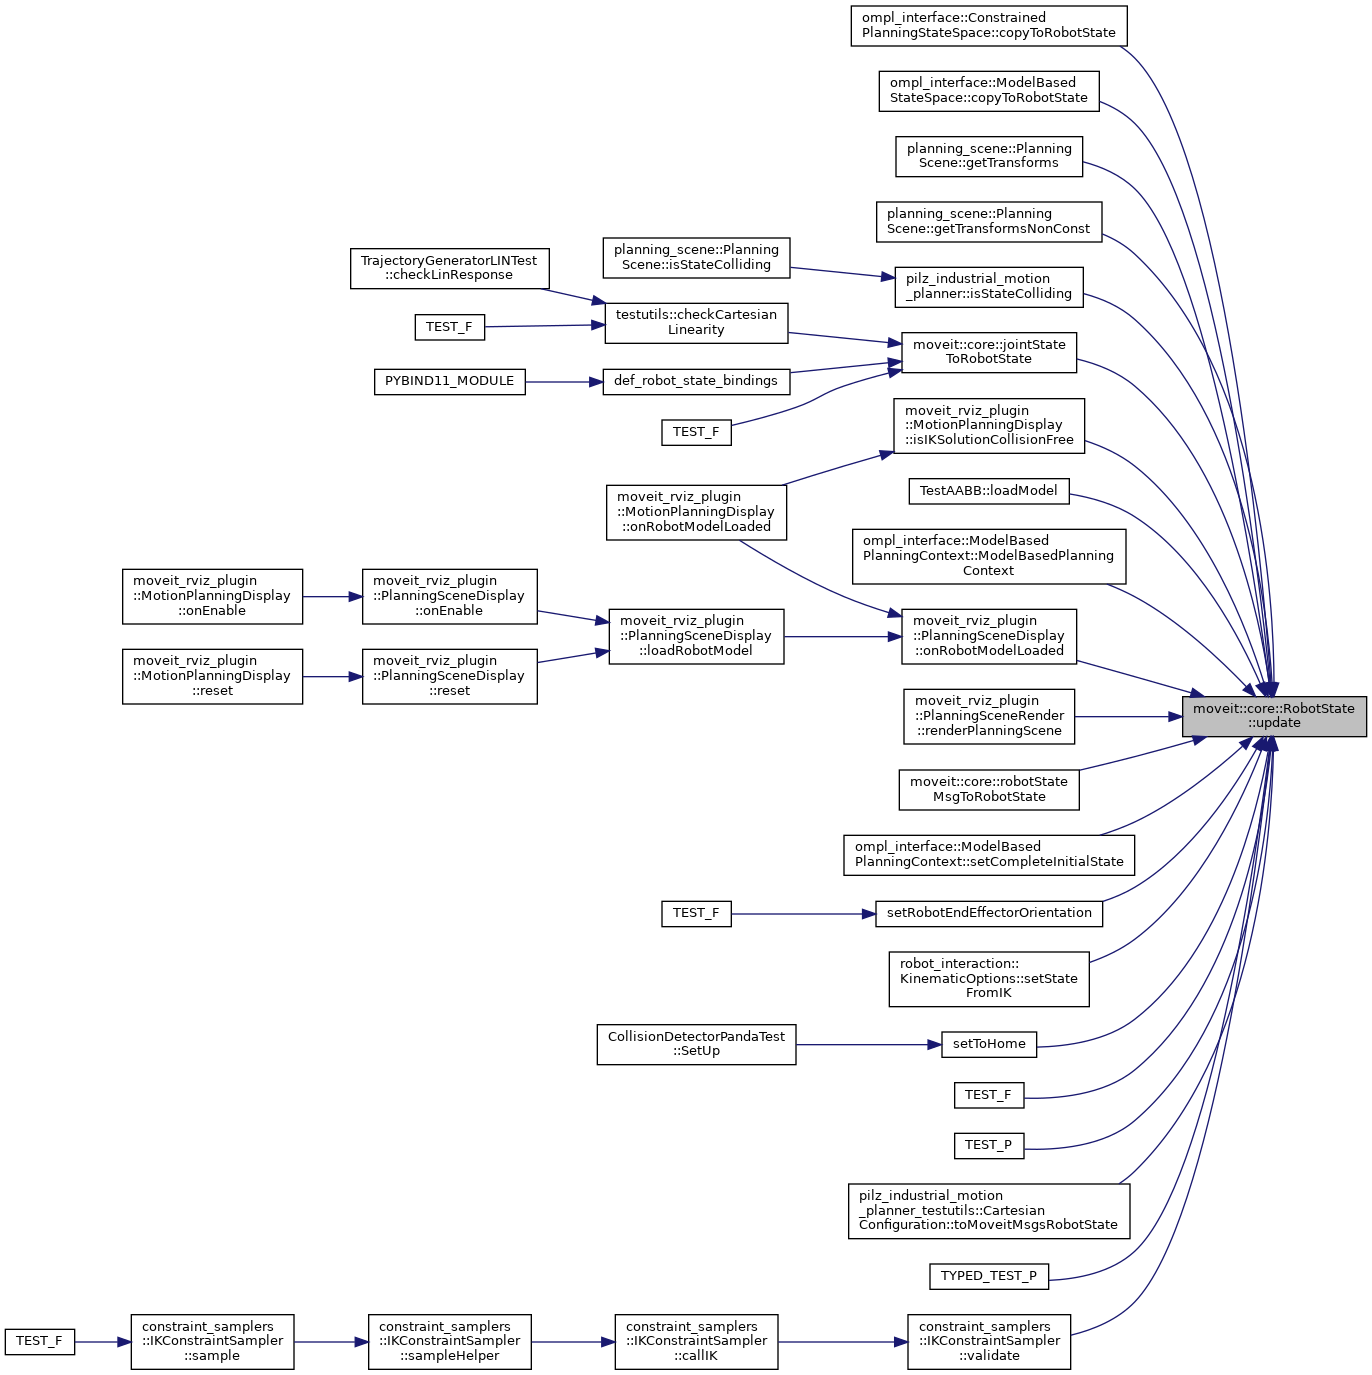 ompl_interface::Constrained
PlanningStateSpace::copyToRobotState
ompl_interface::ModelBased
StateSpace::copyToRobotState
planning_scene::Planning
Scene::getTransforms
planning_scene::Planning
Scene::getTransformsNonConst
planning_scene::Planning
Scene::isStateColliding
pilz_industrial_motion
_planner::isStateColliding
TrajectoryGeneratorLINTest
::checkLinResponse
TEST_F
testutils::checkCartesian
Linearity
moveit::core::jointState
ToRobotState
PYBIND11_MODULE
def_robot_state_bindings
TEST_F
moveit_rviz_plugin
::MotionPlanningDisplay
::isIKSolutionCollisionFree
TestAABB::loadModel
moveit_rviz_plugin
::MotionPlanningDisplay
::onRobotModelLoaded
ompl_interface::ModelBased
PlanningContext::ModelBasedPlanning
Context
moveit_rviz_plugin
::MotionPlanningDisplay
::onEnable
moveit_rviz_plugin
::PlanningSceneDisplay
::onEnable
moveit_rviz_plugin
::PlanningSceneDisplay
::loadRobotModel
moveit_rviz_plugin
::PlanningSceneDisplay
::onRobotModelLoaded
moveit_rviz_plugin
::MotionPlanningDisplay
::reset
moveit_rviz_plugin
::PlanningSceneDisplay
::reset
moveit_rviz_plugin
::PlanningSceneRender
::renderPlanningScene
moveit::core::RobotState
::update
moveit::core::robotState
MsgToRobotState
ompl_interface::ModelBased
PlanningContext::setCompleteInitialState
TEST_F
setRobotEndEffectorOrientation
robot_interaction::
KinematicOptions::setState
FromIK
CollisionDetectorPandaTest
::SetUp
setToHome
TEST_F
TEST_P
pilz_industrial_motion
_planner_testutils::Cartesian
Configuration::toMoveitMsgsRobotState
TYPED_TEST_P
TEST_F
constraint_samplers
::IKConstraintSampler
::sample
constraint_samplers
::IKConstraintSampler
::sampleHelper
constraint_samplers
::IKConstraintSampler
::callIK
constraint_samplers
::IKConstraintSampler
::validate